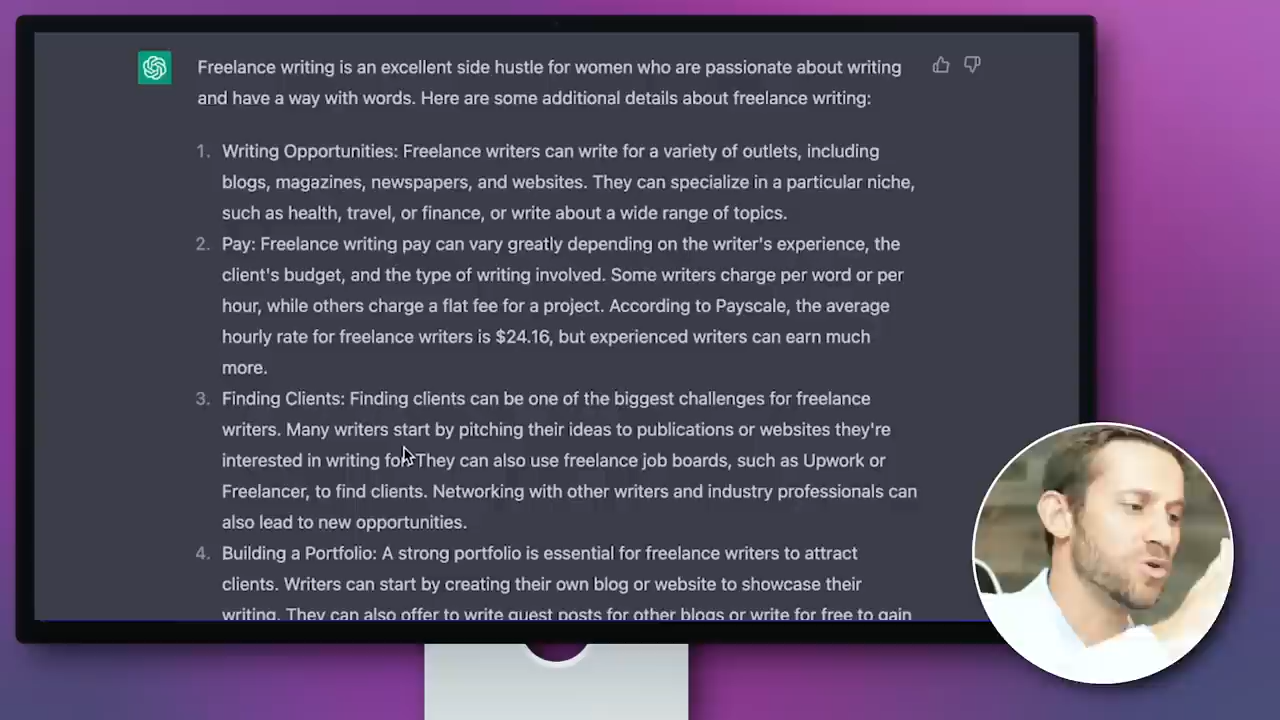 Freelance writing is an excellent side hustle for women who are passionate about writing
and have a way with words. Here are some additional details about freelance writing:
1. Writing Opportunities: Freelance writers can write for a variety of outlets, including
blogs, magazines, newspapers, and websites. They can specialize in a particular niche,
such as health, travel, or finance, or write about a wide range of topics.
2. Pay: Freelance writing pay can vary greatly depending on the writer's experience, the
client's budget, and the type of writing involved. Some writers charge per word or per
hour, while others charge a flat fee for a project. According to Payscale, the average
hourly rate for freelance writers is $24.16, but experienced writers can earn much
more.
3. Finding Clients: Finding clients can be one of the biggest challenges for freelance
writers. Many writers start by pitching their ideas to publications or websites they're
interested in writing for. They can also use freelance job boards, such as Upwork or
Freelancer, to find clients. Networking with other writers and industry professionals can
also lead to new opportunities.
4. Building a Portfolio: A strong portfolio is essential for freelance writers to attract
clients. Writers can start by creating their own blog or website to showcase their
writing. They can also offer to write guest posts for other blogs or write for free to gain